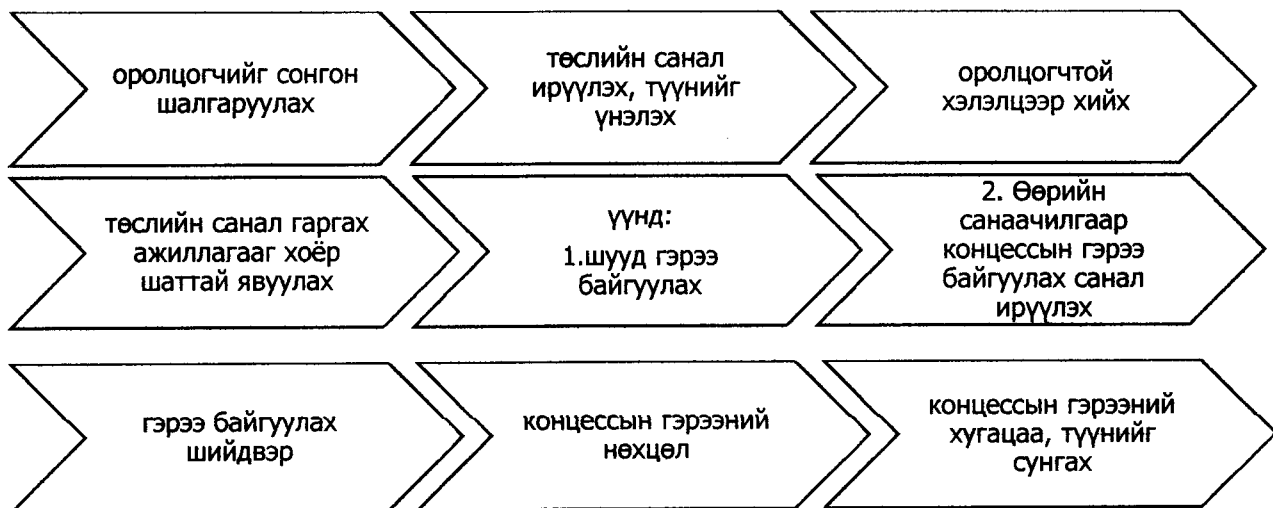 оролцогчийг сонгон
шалгаруулах
төслийн санал
ирүүлэх, түүнийг
үнэлэх
оролцогчтой
хэлэлцээр хийх
төслийн санал гаргах
ажиллагааг хоёр
шаттай явуулах
үүнд:
1.шууд гэрээ
байгуулах
2. Өөрийн
санаачилгаар
концессын гэрээ
байгуулах санал
ирүүлэх
гэрээ байгуулах
шийдвэр
концессын гэрээний
нөхцөл
концессын гэрээний
хугацаа, түүнийг
сунгах